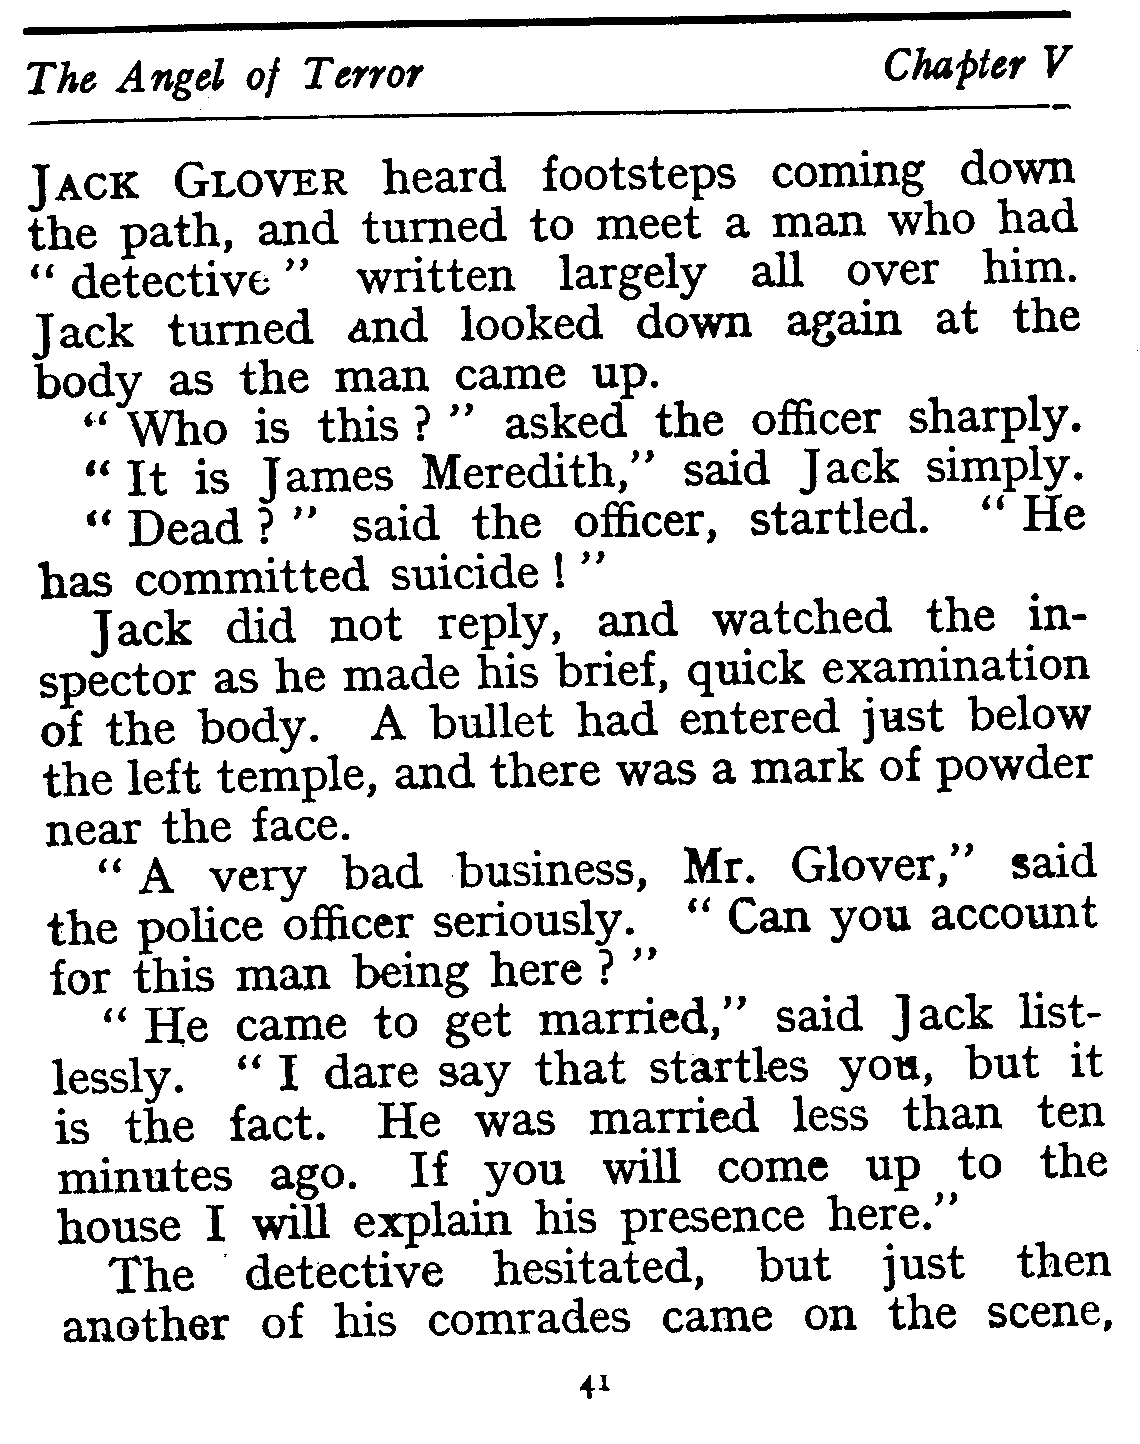 The Angel of Terror Chapter V
JACK GLOVER heard footsteps coming down
the path, and turned to meet a man who had
“ detective ” written largely all over him.
Jack turned and looked down again at the
body as the man came up.
“ Who is this ? ” asked the officer sharply.
“ It is James Meredith,” said Jack simply.
“ Dead ? ” said the officer, startled. “ He
has committed suicide ! ”
Jack did not reply, and watched the in-
spector as he made his brief, quick examination
of the body. A bullet had entered just below
the left temple, and there was a mark of powder
near the face.
“ A very bad business, Mr. Glover,” said
the police officer seriously. “ Can you account
for this man being here ? ”
“ He came to get married,” said Jack list-
lessly. “ I dare say that startles you, but it
is the fact. He was married less than ten
minutes ago. If you will come up to the
house I will explain his presence here.”
The detective hesitated, but just then
another of his comrades came on the scene,
41